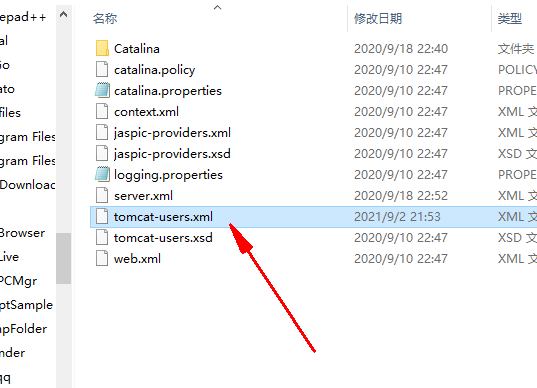 epad++
al
Go
ato
files
gram Files
gram Files
Download
Browser
Live
PCMgr
ptSample
apFolder
nder
qq
名称 修改日期 类型
Catalina 2020/9/18 22:40 文件夹
catalina.policy 2020/9/10 22:47 POLICY
catalina.properties 2020/9/10 22:47 PROPE
context.xml 2020/9/10 22:47 XML 文
jaspic-providers.xml 2020/9/10 22:47 XML 文
jaspic-providers.xsd 2020/9/10 22:47 XSD 文
logging.properties 2020/9/10 22:47 PROPE
server.xml 2020/9/18 22:52 XML 文
tomcat-users.xml 2021/9/2 21:53 XML 文
tomcat-users.xsd 2020/9/10 22:47 XSD 文
web.xml 2020/9/10 22:47 XML 文